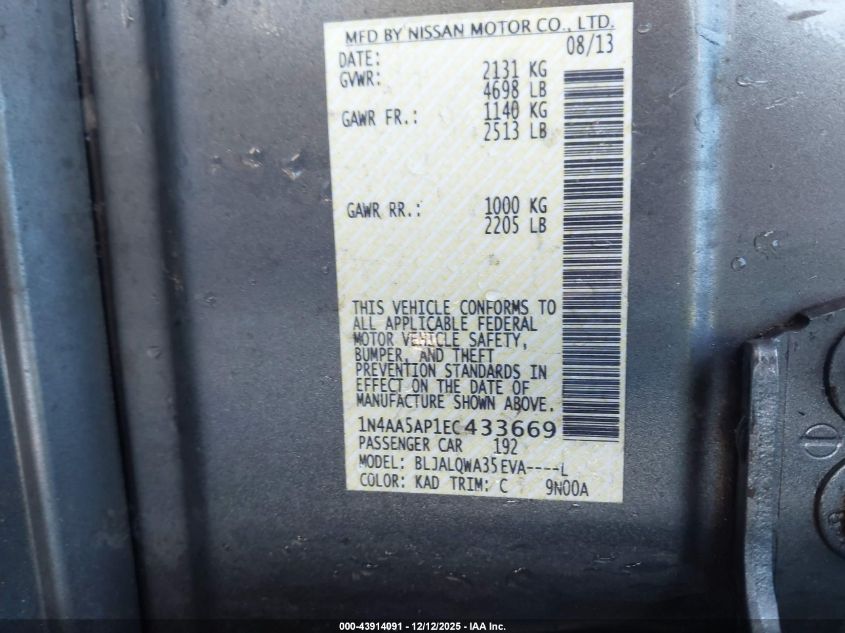 MFD BY NISSAN MOTOR CO., LTD.
DATE: 08/13
GVWR: 2131 KG
4698 LB
GAWR FR.: 1140 KG
2513 LB
GAWR RR.: 1000 KG
2205 LB
THIS VEHICLE CONFORMS TO
ALL APPLICABLE FEDERAL
MOTOR VEHICLE SAFETY,
BUMPER, AND THEFT
PREVENTION STANDARDS IN
EFFECT ON THE DATE OF
MANUFACTURE SHOWN ABOVE.
1N4AA5AP1EC433669
PASSENGER CAR 192
MODEL: BLJALQWA35EVA----L
COLOR: KAD TRIM: C 9N00A
000-43914091 - 12/12/2025 - IAA Inc.